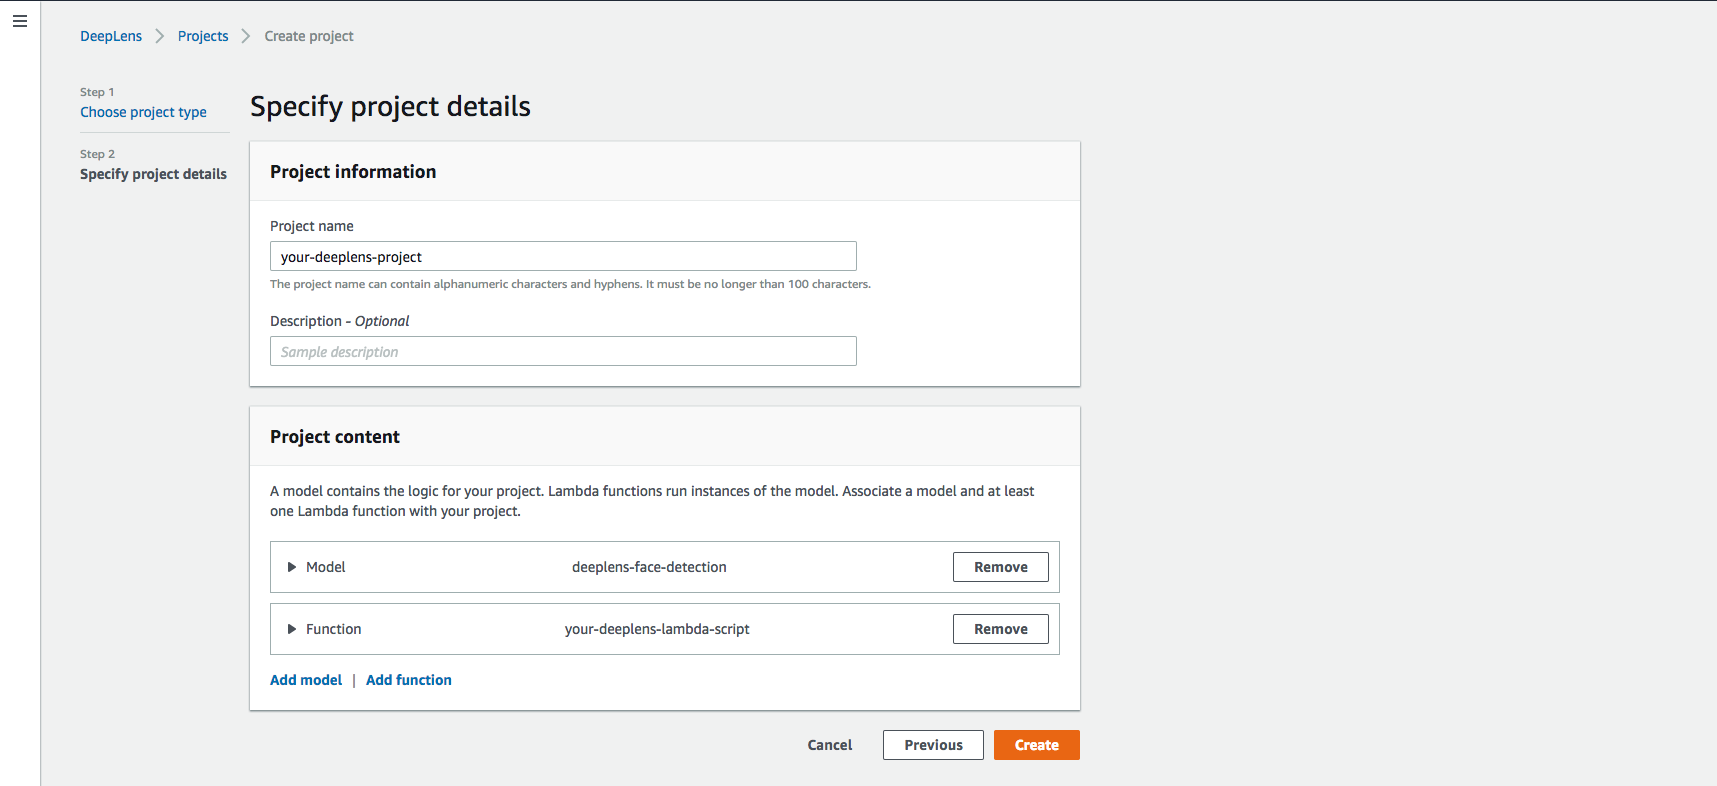 DeepLens > Projects > Create project
Step 1
Choose project type
Step 2
Specify project details
Specify project details
Project information
Project name
your-deeplens-project
The project name can contain alphanumeric characters and hyphens. It must be no longer than 100 characters.
Description - Optional
Sample description
Project content
A model contains the logic for your project. Lambda functions run instances of the model. Associate a model and at least
one Lambda function with your project.
Model deeplens-face-detection Remove
Function your-deeplens-lambda-script Remove
Add model | Add function
Cancel Previous Create